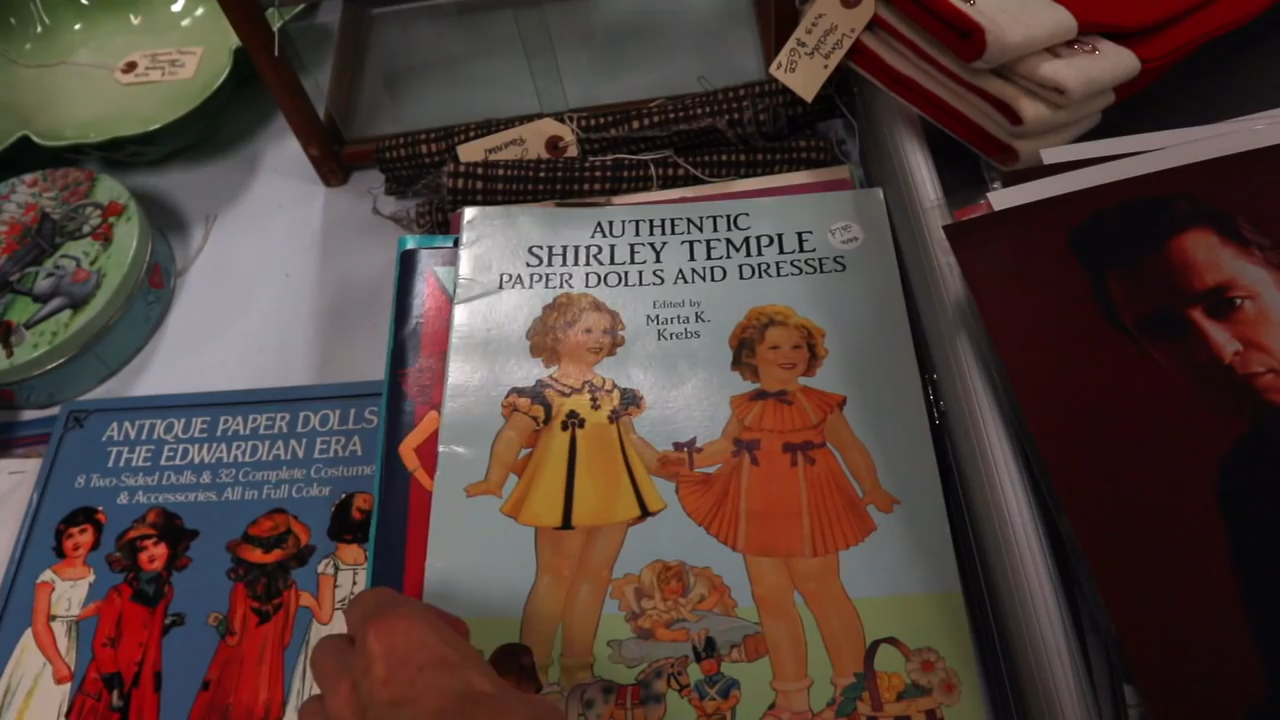 AUTHENTIC
SHIRLEY TEMPLE
PAPER DOLLS AND DRESSES
Edited by
Marta K.
Krebs
ANTIQUE PAPER DOLLS
THE EDWARDIAN ERA
8 Two-Sided Dolls & 32 Complete Costume
& Accessories, All in Full Color